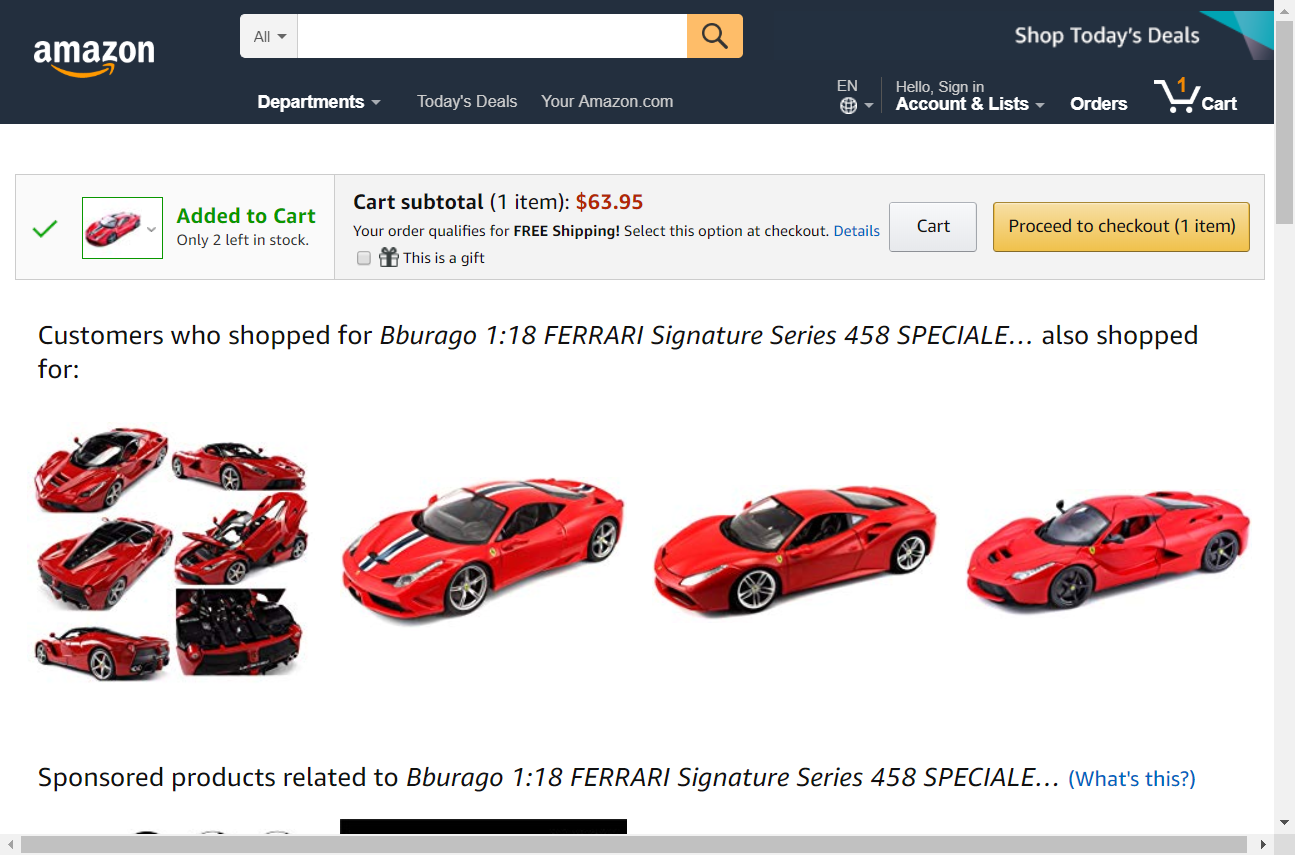 amazon
All
Shop Today's Deals
Departments
Today's Deals
Your Amazon.com
EN
Hello, Sign in
Account & Lists
Orders
1
Cart
Added to Cart
Only 2 left in stock.
Cart subtotal (1 item): $63.95
Your order qualifies for FREE Shipping! Select this option at checkout. Details
This is a gift
Cart
Proceed to checkout (1 item)
Customers who shopped for Bburago 1:18 FERRARI Signature Series 458 SPECIALE… also shopped
for:
Sponsored products related to Bburago 1:18 FERRARI Signature Series 458 SPECIALE… (What's this?)